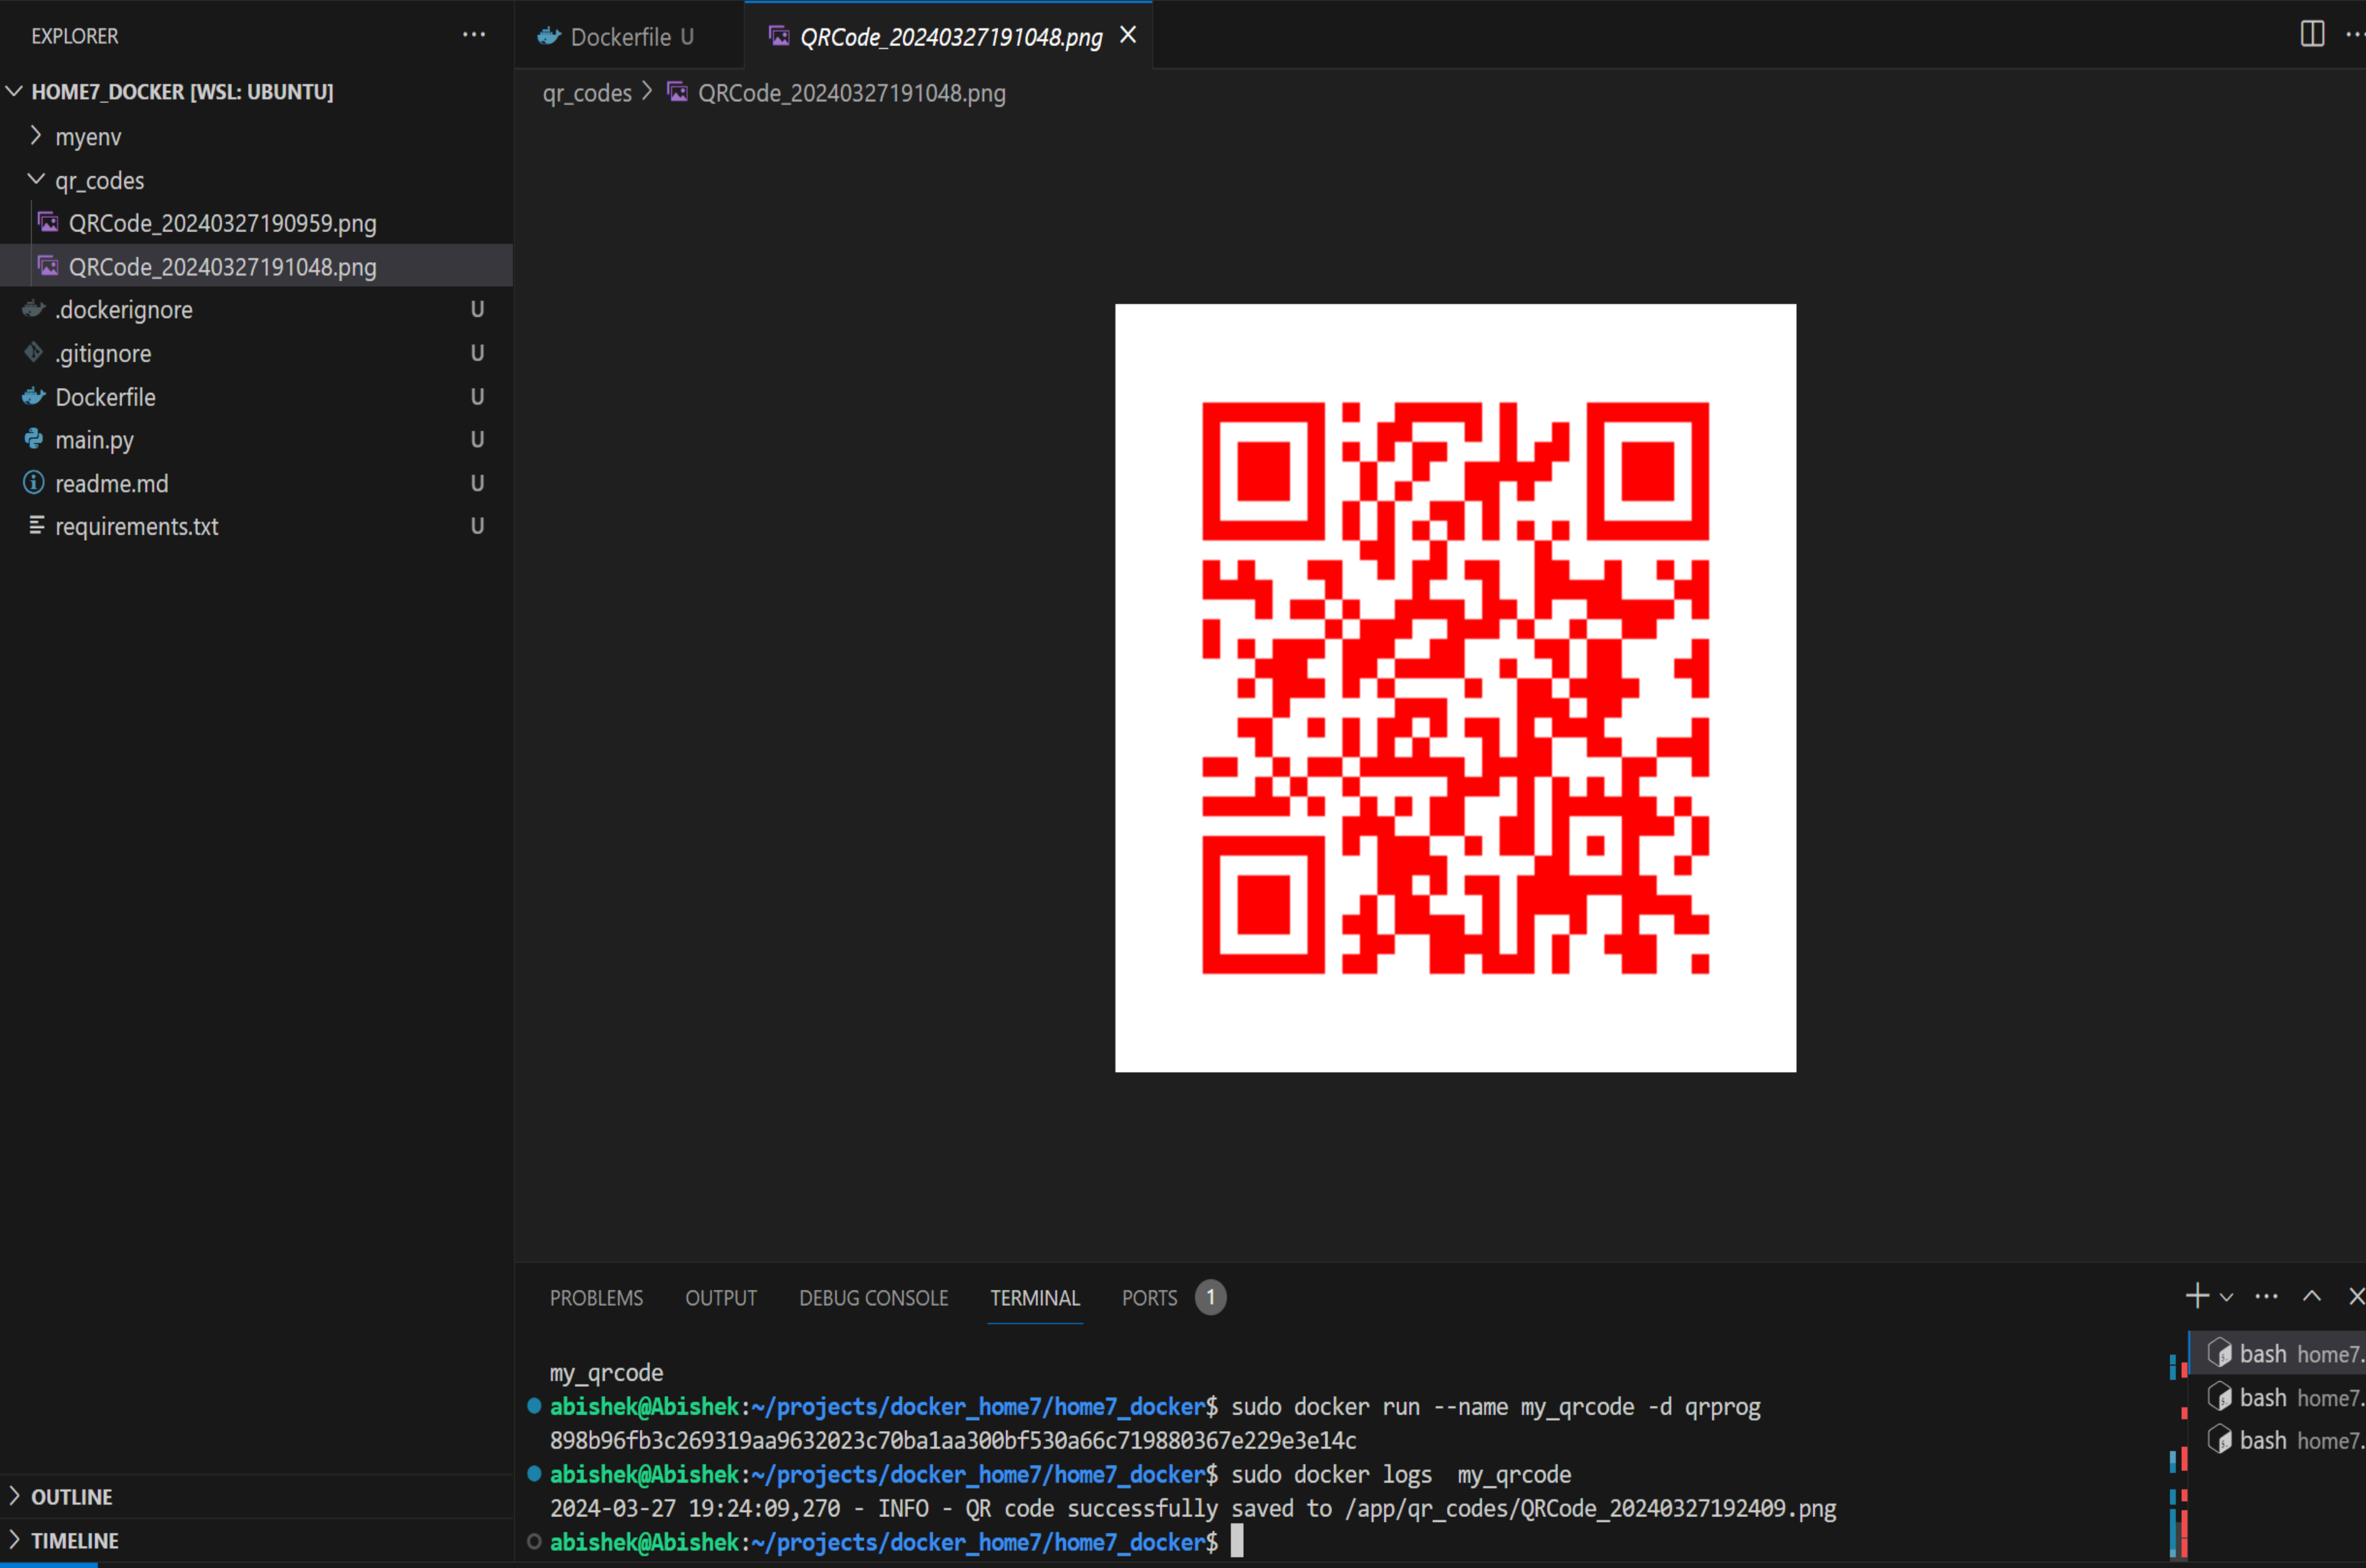 EXPLORER
HOME7_DOCKER [WSL: UBUNTU]
myenv
qr_codes
QRCode_20240327190959.png
QRCode_20240327191048.png
.dockerignore U
.gitignore U
Dockerfile U
main.py U
readme.md U
requirements.txt U
OUTLINE
TIMELINE
Dockerfile U
QRCode_20240327191048.png
qr_codes > QRCode_20240327191048.png
PROBLEMS OUTPUT DEBUG CONSOLE TERMINAL PORTS 1
my_qrcode
abishek@Abishek:~/projects/docker_home7/home7_docker$ sudo docker run --name my_qrcode -d qrprog
898b96fb3c269319aa9632023c70ba1aa300bf530a66c719880367e229e3e14c
abishek@Abishek:~/projects/docker_home7/home7_docker$ sudo docker logs  my_qrcode
2024-03-27 19:24:09,270 - INFO - QR code successfully saved to /app/qr_codes/QRCode_20240327192409.png
abishek@Abishek:~/projects/docker_home7/home7_docker$
bash home7.
bash home7.
bash home7.